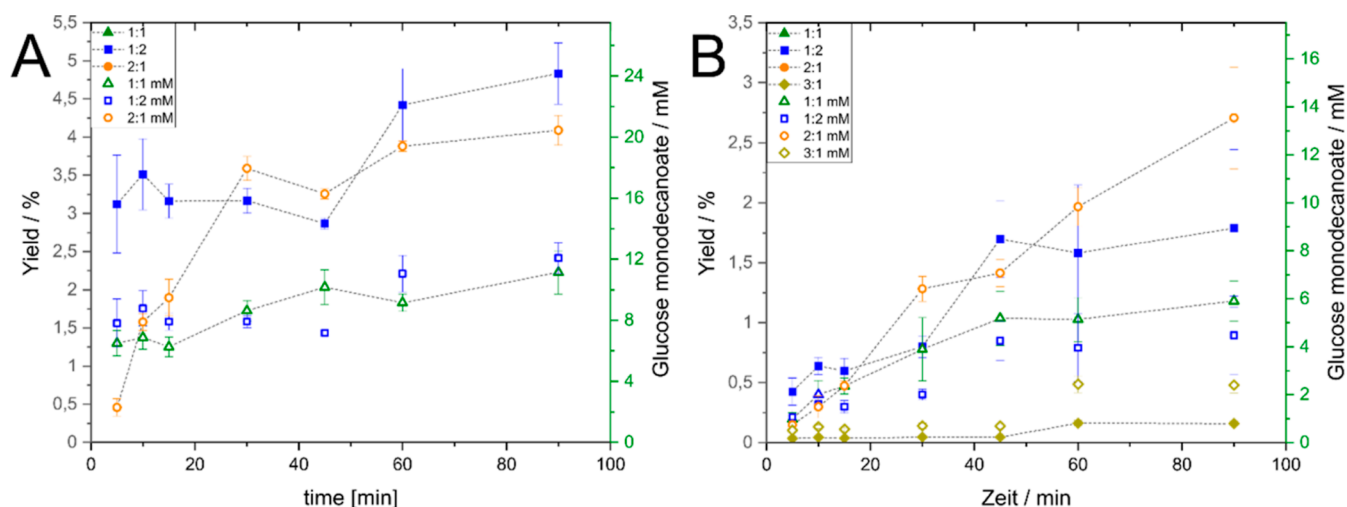 A
5,5
5
4,5
4
3,5
3
2,5
2
1,5
1
0,5
0
Yield / %
1:1
1:2
2:1
1:1 mM
1:2 mM
2:1 mM
24
20
16
12
8
4
0
Glucose monodecanoate / mM
0 20 40 60 80 100
time [min]
B
3,5
3
2,5
2
1,5
1
0,5
0
Yield / %
1:1
1:2
2:1
3:1
1:1 mM
1:2 mM
2:1 mM
3:1 mM
16
14
12
10
8
6
4
2
0
Glucose monodecanoate / mM
0 20 40 60 80 100
Zeit / min